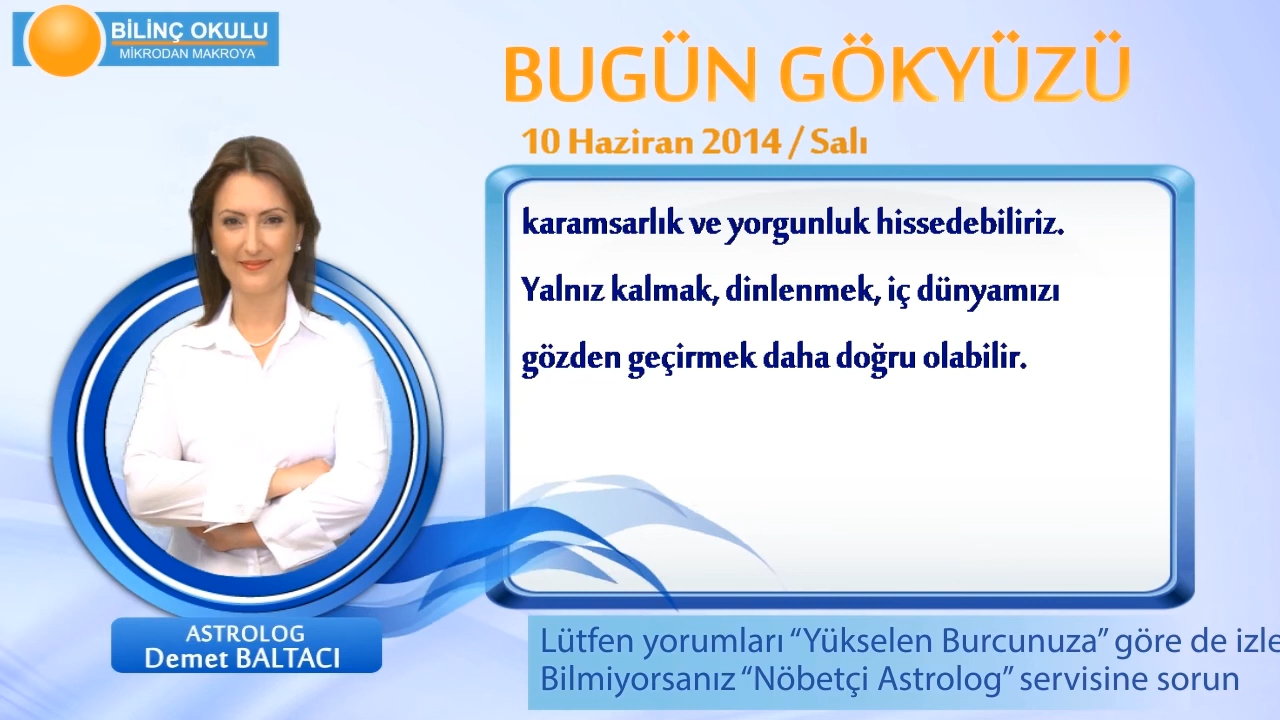 BİLİNÇ OKULU
MİKRODAN MAKROYA
BUGÜN GÖKYÜZÜ
10 Haziran 2014 / Salı
karamsarlık ve yorgunluk hissedebiliriz.
Yalnız kalmak, dinlenmek, iç dünyamızı
gözden geçirmek daha doğru olabilir.
ASTROLOG
Demet BALTACI
Lütfen yorumları “Yükselen Burcunuza” göre de izle
Bilmiyorsanız “Nöbetçi Astrolog” servisine sorun